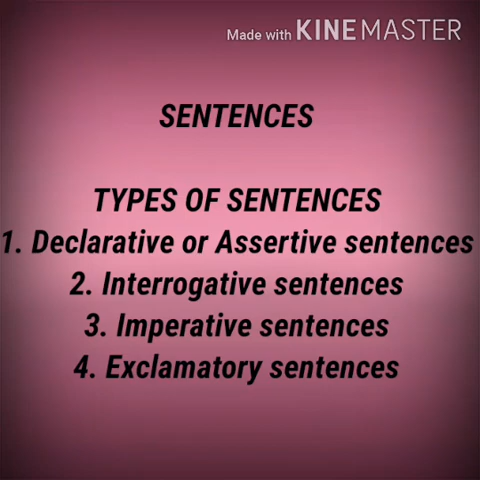 Made with KINEMASTER
SENTENCES
TYPES OF SENTENCES
1. Declarative or Assertive sentences
2. Interrogative sentences
3. Imperative sentences
4. Exclamatory sentences